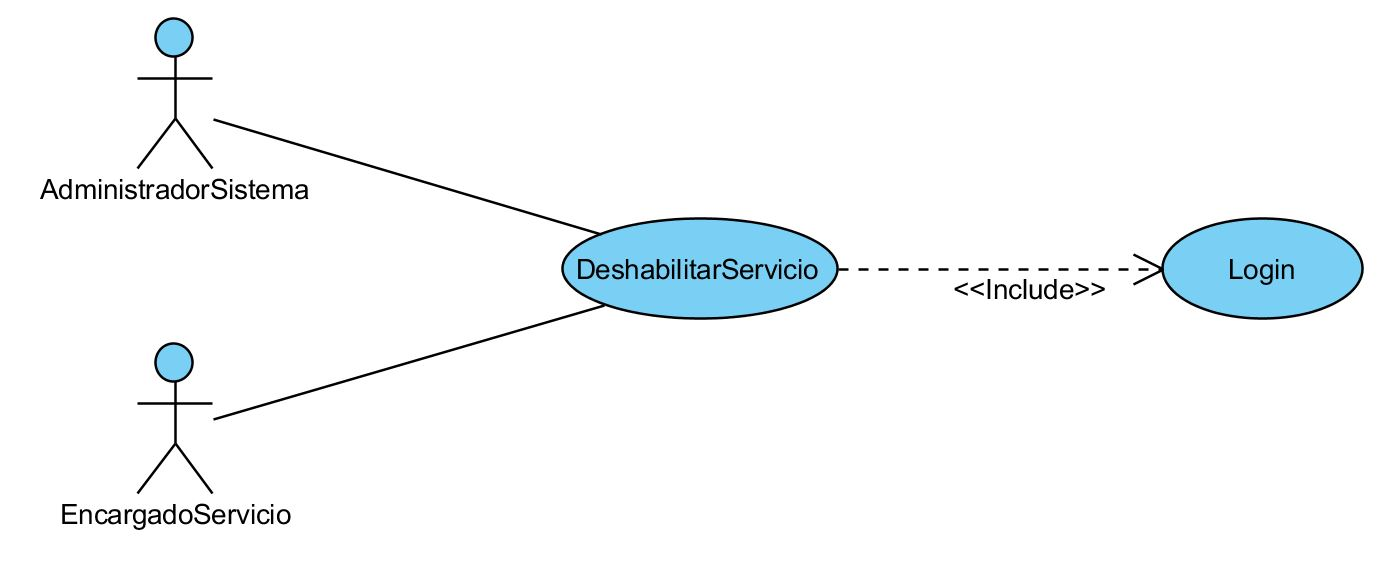 AdministradorSistema
DeshabilitarServicio
<<Include>>
Login
EncargadoServicio